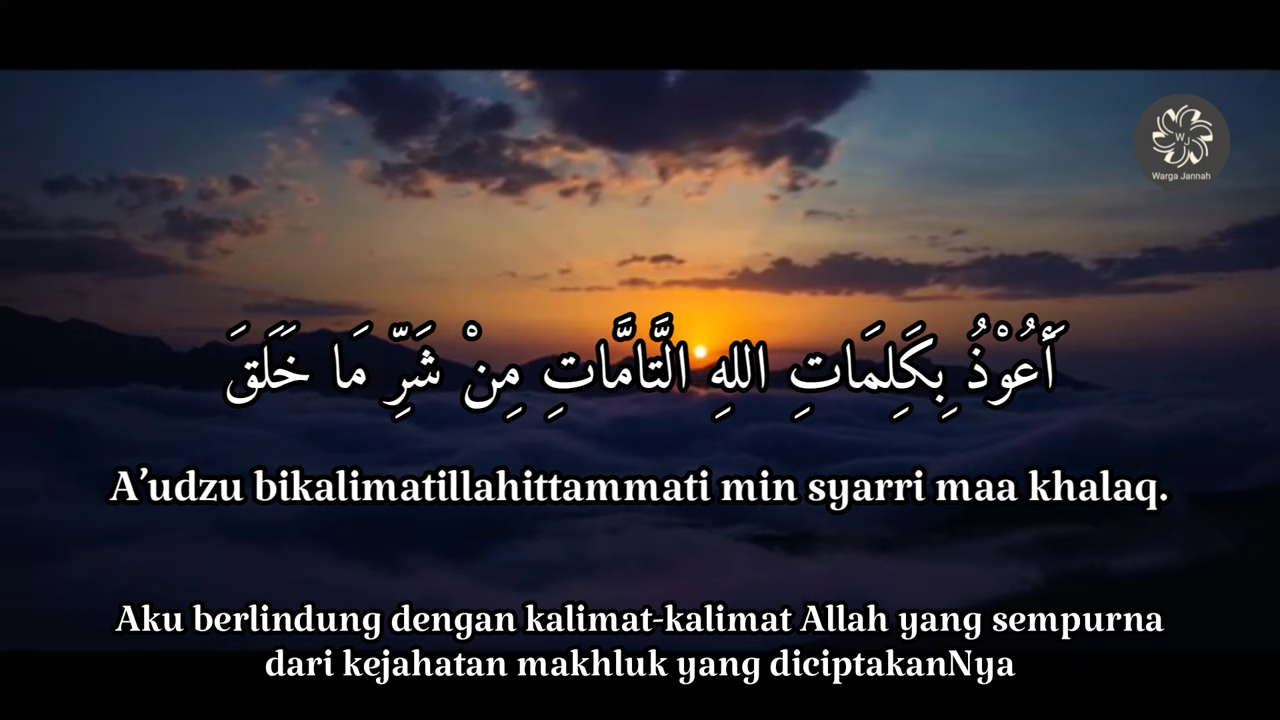 Warga Jannah
أَعُوْذُ بِكَلِمَاتِ اللهِ التَّامَّاتِ مِنْ شَرِّ مَا خَلَقَ
A’udzu bikalimatillahittammati min syarri maa khalaq.
Aku berlindung dengan kalimat-kalimat Allah yang sempurna
dari kejahatan makhluk yang diciptakanNya